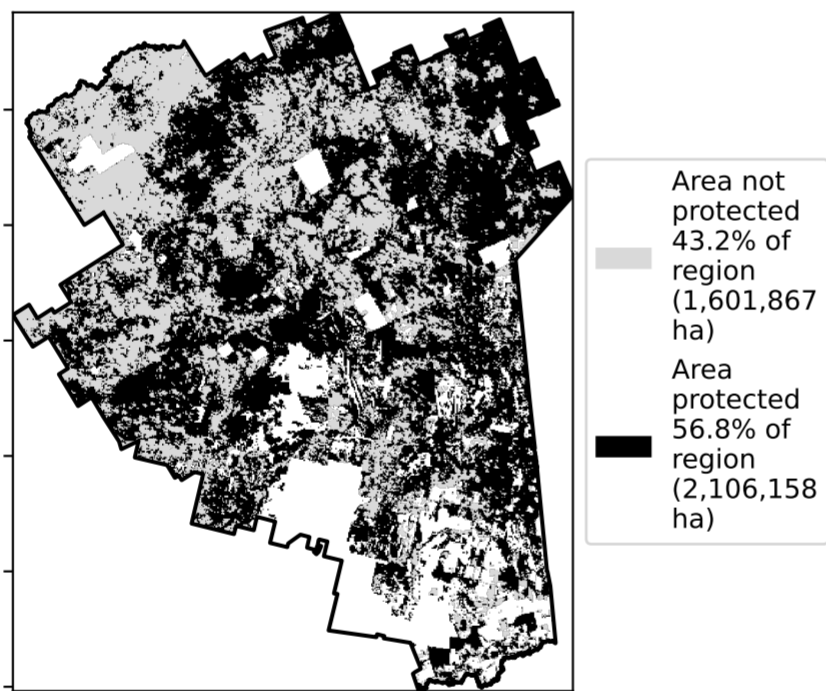 Area not
protected
43.2% of
region
(1,601,867
ha)
Area
protected
56.8% of
region
(2,106,158
ha)